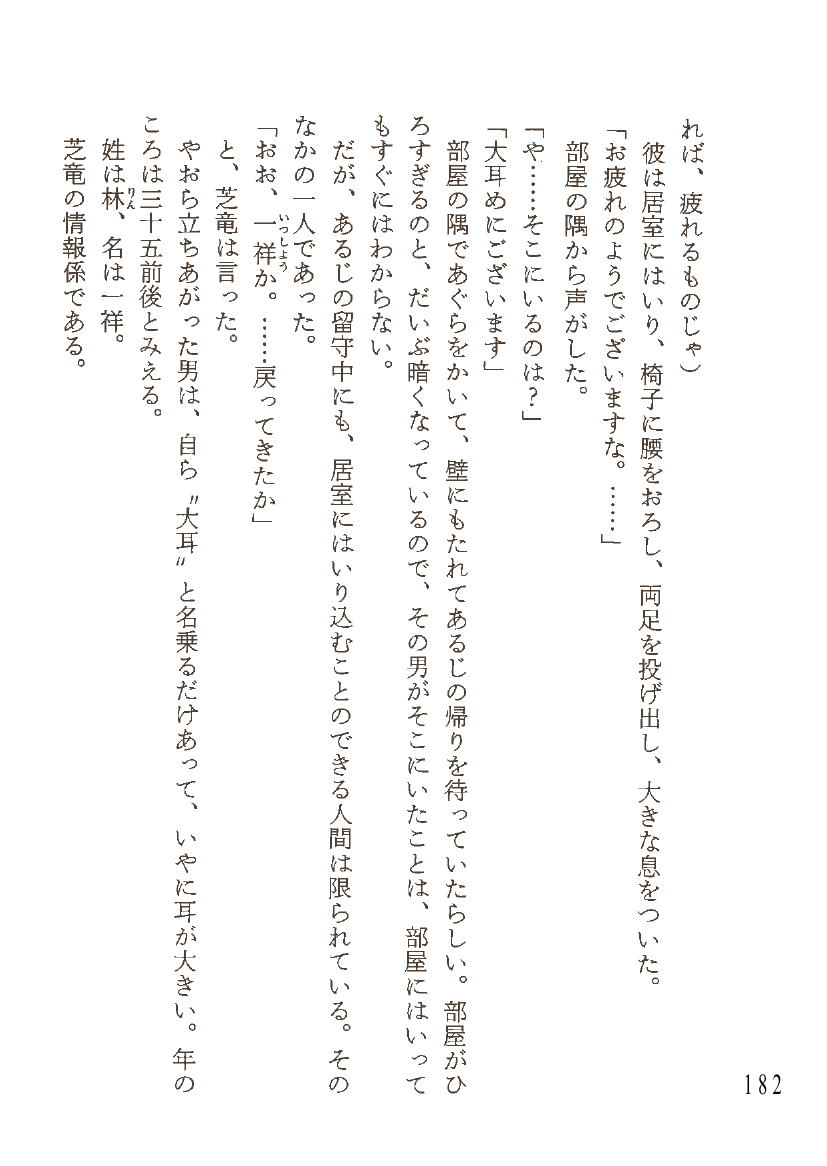 れば、疲れるものじゃ）
彼は居室にはいり、椅子に腰をおろし、両足を投げ出し、大きな息をついた。
「お疲れのようでございますな。……」
部屋の隅から声がした。
「や……そこにいるのは？」
「大耳めにございます」
部屋の隅であぐらをかいて、壁にもたれてあるじの帰りを待っていたらしい。部屋がひ
ろすぎるのと、だいぶ暗くなっているので、その男がそこにいたことは、部屋にはいって
もすぐにはわからない。
だが、あるじの留守中にも、居室にはいり込むことのできる人間は限られている。その
なかの一人であった。
「おお、一祥か。……戻ってきたか」
いっしょう
と、芝竜は言った。
やおら立ちあがった男は、自ら〝大耳〟と名乗るだけあって、いやに耳が大きい。年の
ころは三十五前後とみえる。
姓は林、名は一祥。
りん
芝竜の情報係である。
182